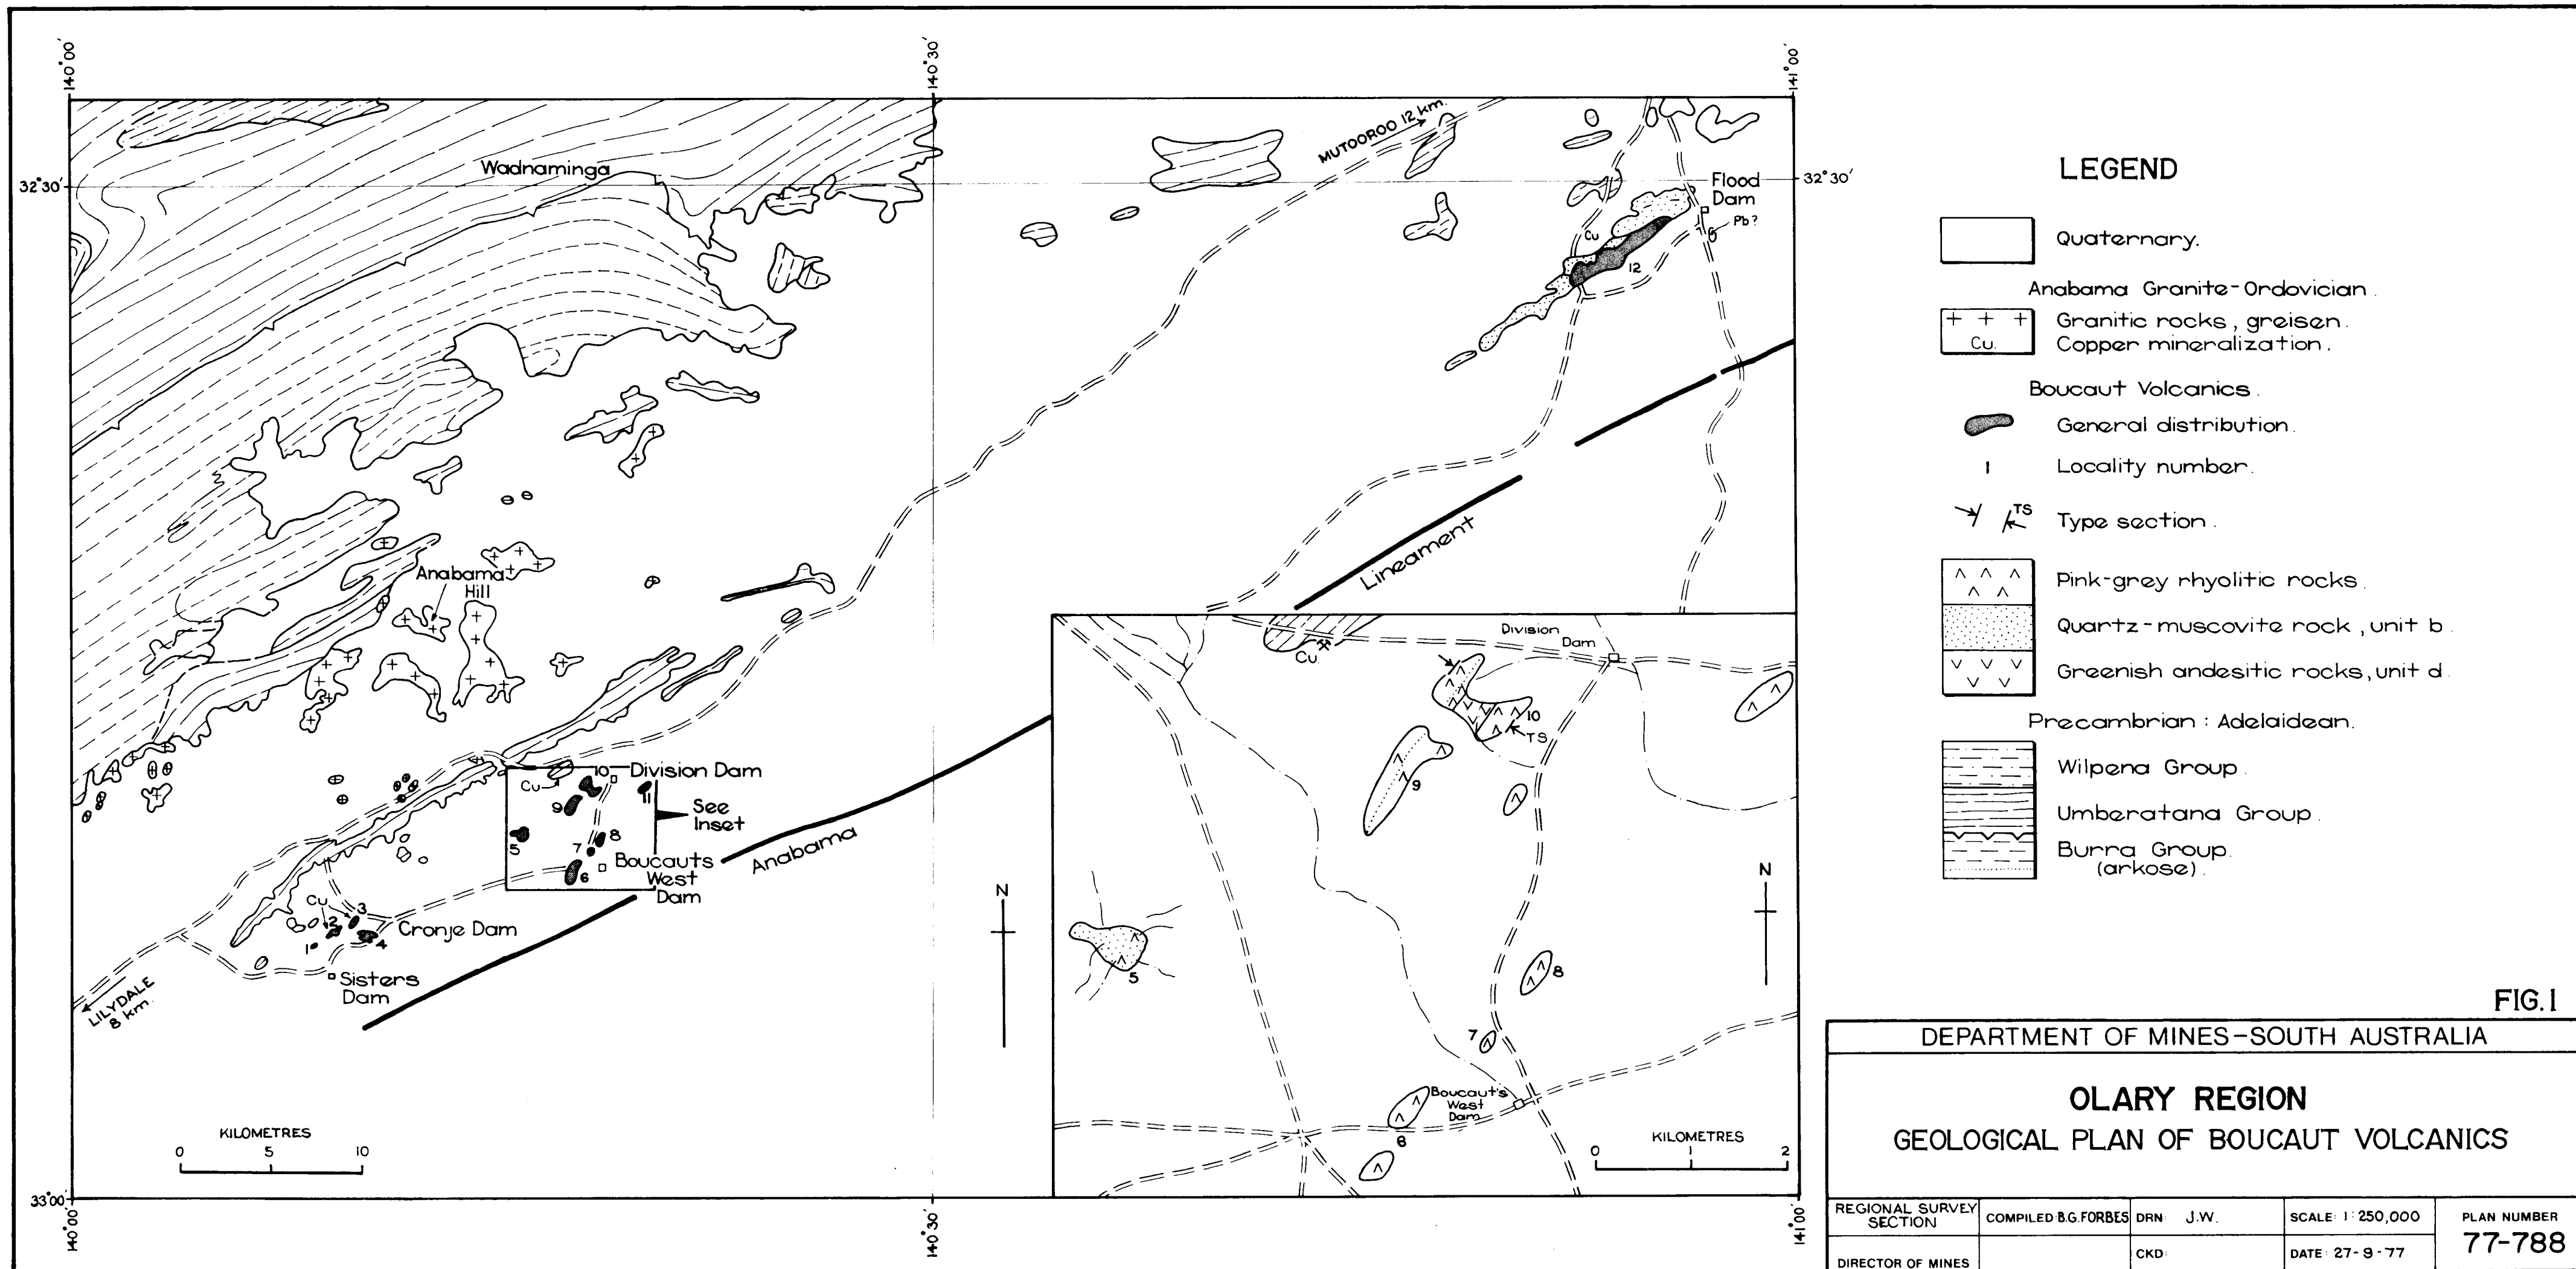 140°00'
140°30'
141°00'
32°30'
32°30'
33°00'
140°00'
140°30'
141°00'
Wadnaminga
MUTOOROO 12 km.
Flood
Dam
Pb?
Cu
12
Anabama
Hill
Lineament
Anabama
Division Dam
See
Inset
Cu
10
11
9
5
8
7
6
Boucauts
West
Dam
Cu
3
2
1
4
Cronje Dam
Sisters
Dam
LILYDALE
8 km.
N
KILOMETRES
0 5 10
Division
Dam
Cu.
10
TS
9
5
8
7
Boucaut's
West
Dam
6
N
KILOMETRES
0 1 2
LEGEND
Quaternary.
Anabama Granite-Ordovician.
Granitic rocks, greisen.
Cu. Copper mineralization.
Boucaut Volcanics.
General distribution.
1 Locality number.
TS Type section.
Pink-grey rhyolitic rocks.
Quartz-muscovite rock, unit b.
Greenish andesitic rocks, unit d.
Precambrian: Adelaidean.
Wilpena Group.
Umberatana Group.
Burra Group.
(arkose).
FIG.1
DEPARTMENT OF MINES-SOUTH AUSTRALIA
OLARY REGION
GEOLOGICAL PLAN OF BOUCAUT VOLCANICS
REGIONAL SURVEY
SECTION
COMPILED: B.G. FORBES
DRN: J.W.
SCALE: 1:250,000
PLAN NUMBER
77-788
DIRECTOR OF MINES
CKD:
DATE: 27-9-77